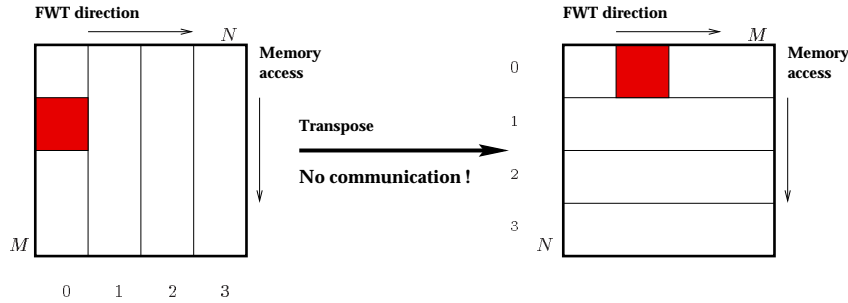 FWT direction
N
Memory
access
M
0 1 2 3
Transpose
No communication !
FWT direction
M
Memory
access
0
1
2
3
N